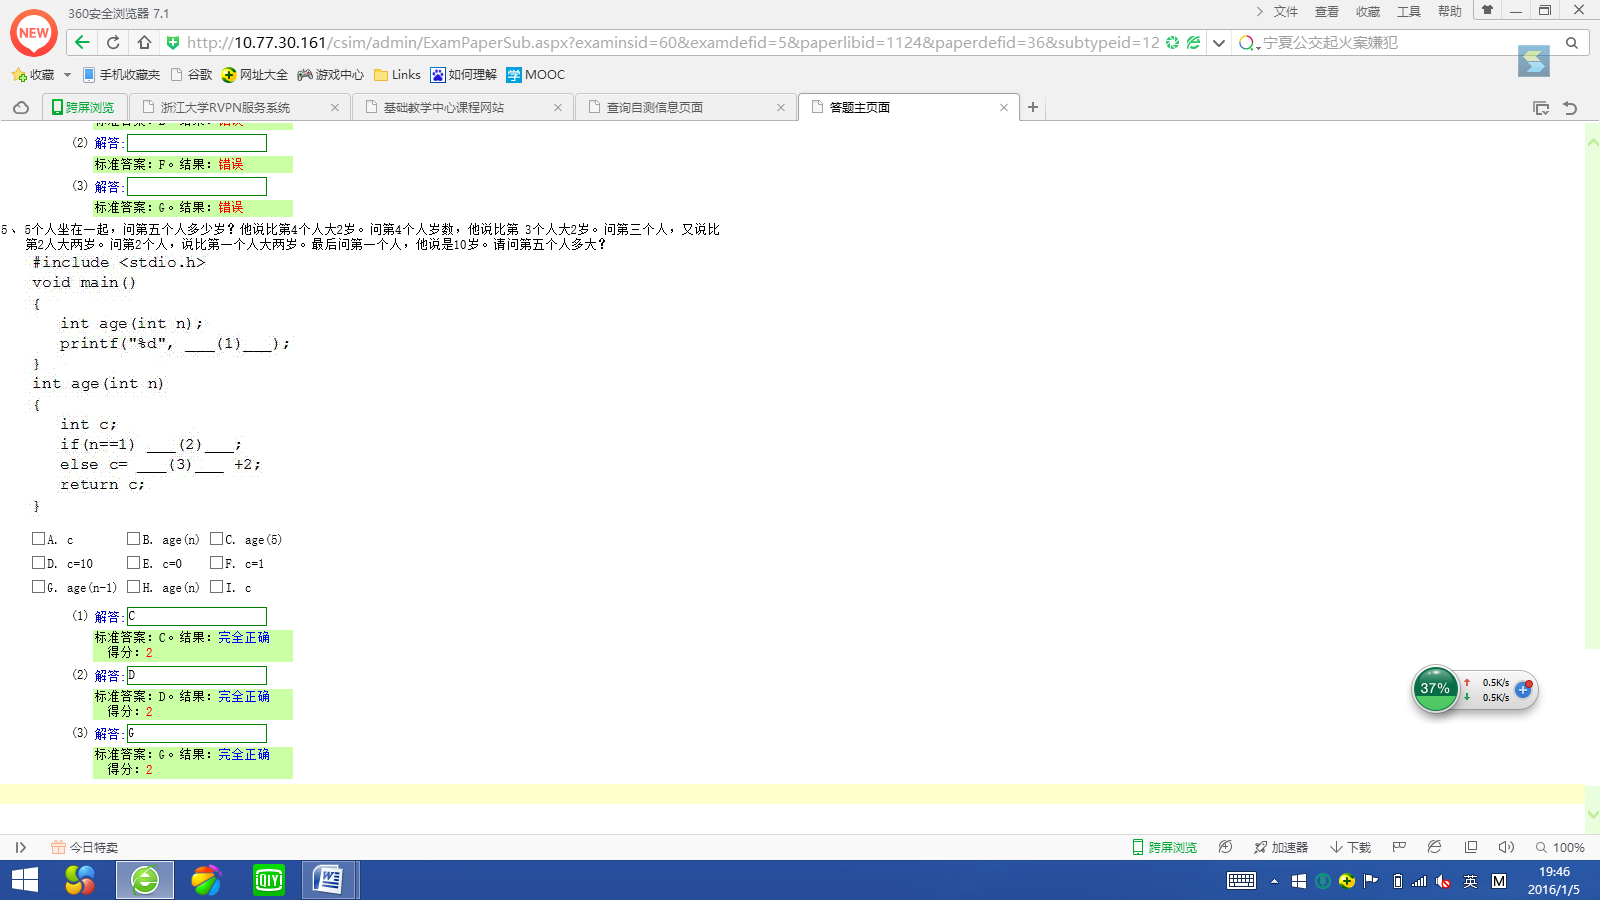 360安全浏览器 7.1
文件 查看 收藏 工具 帮助
NEW
http://10.77.30.161/csim/admin/ExamPaperSub.aspx?examinsid=60&examdefid=5&paperlibid=1124&paperdefid=36&subtypeid=12
宁夏公交起火案嫌犯
收藏 手机收藏夹 谷歌 网址大全 游戏中心 Links 如何理解 学 MOOC
跨屏浏览 浙江大学RVPN服务系统 基础教学中心课程网站 查询自测信息页面 答题主页面
(2) 解答:
标准答案: F。结果: 错误
(3) 解答:
标准答案: G。结果: 错误
5、5个人坐在一起，问第五个人多少岁？他说比第4个人大2岁。问第4个人岁数，他说比第 3个人大2岁。问第三个人，又说比
第2人大两岁。问第2个人，说比第一个人大两岁。最后问第一个人，他说是10岁。请问第五个人多大？
#include <stdio.h>
void main()
{
int age(int n);
printf("%d", ___(1)___);
}
int age(int n)
{
int c;
if(n==1) ___(2)___;
else c= ___(3)___ +2;
return c;
}
A. c B. age(n) C. age(5)
D. c=10 E. c=0 F. c=1
G. age(n-1) H. age(n) I. c
(1) 解答: C
标准答案: C。结果: 完全正确
得分: 2
(2) 解答: D
标准答案: D。结果: 完全正确
得分: 2
(3) 解答: G
标准答案: G。结果: 完全正确
得分: 2
37% 0.5K/s
0.5K/s
今日特卖 跨屏浏览 加速器 下载 100%
QIY 英 M 19:46
2016/1/5